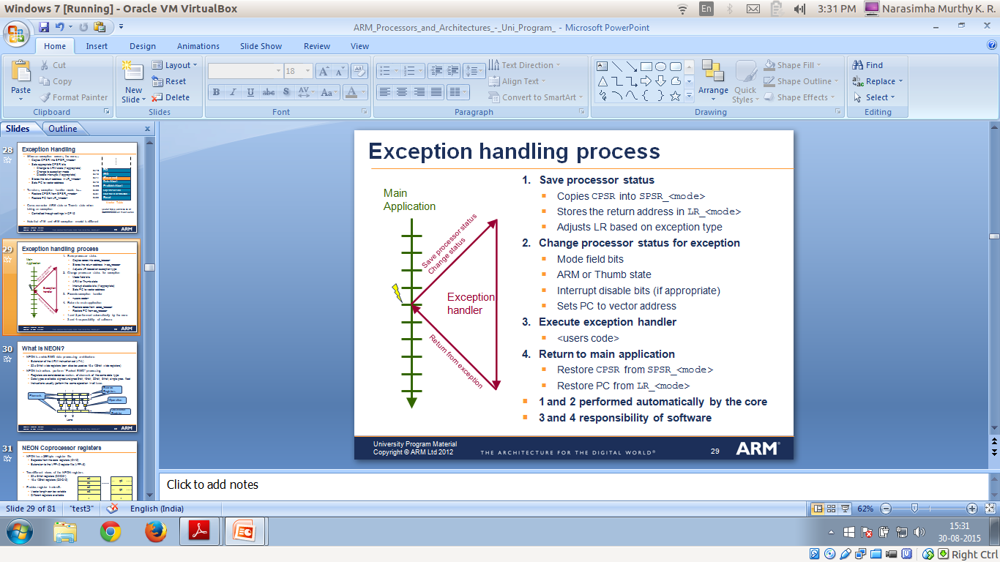 Windows 7 [Running] - Oracle VM VirtualBox
En
3:31 PM
Narasimha Murthy K. R.
ARM_Processors_and_Architectures_-_Uni_Program_ - Microsoft PowerPoint
Home
Insert
Design
Animations
Slide Show
Review
View
Paste
Cut
Copy
Format Painter
Clipboard
New
Slide
Layout
Reset
Delete
Slides
18
Font
Text Direction
Align Text
Convert to SmartArt
Paragraph
Arrange
Quick
Styles
Shape Fill
Shape Outline
Shape Effects
Drawing
Find
Replace
Select
Editing
Slides
Outline
28
Exception Handling
29
Exception handling process
Main
Application
Exception
handler
30
What is NEON?
31
NEON Coprocessor registers
Exception handling process
Main
Application
Save processor status
Change status
Exception
handler
Return from exception
1. Save processor status
Copies CPSR into SPSR_<mode>
Stores the return address in LR_<mode>
Adjusts LR based on exception type
2. Change processor status for exception
Mode field bits
ARM or Thumb state
Interrupt disable bits (if appropriate)
Sets PC to vector address
3. Execute exception handler
<users code>
4. Return to main application
Restore CPSR from SPSR_<mode>
Restore PC from LR_<mode>
1 and 2 performed automatically by the core
3 and 4 responsibility of software
University Program Material
Copyright © ARM Ltd 2012
THE ARCHITECTURE FOR THE DIGITAL WORLD®
29
ARM®
Click to add notes
Slide 29 of 81
"test3"
English (India)
62%
15:31
30-08-2015
Right Ctrl